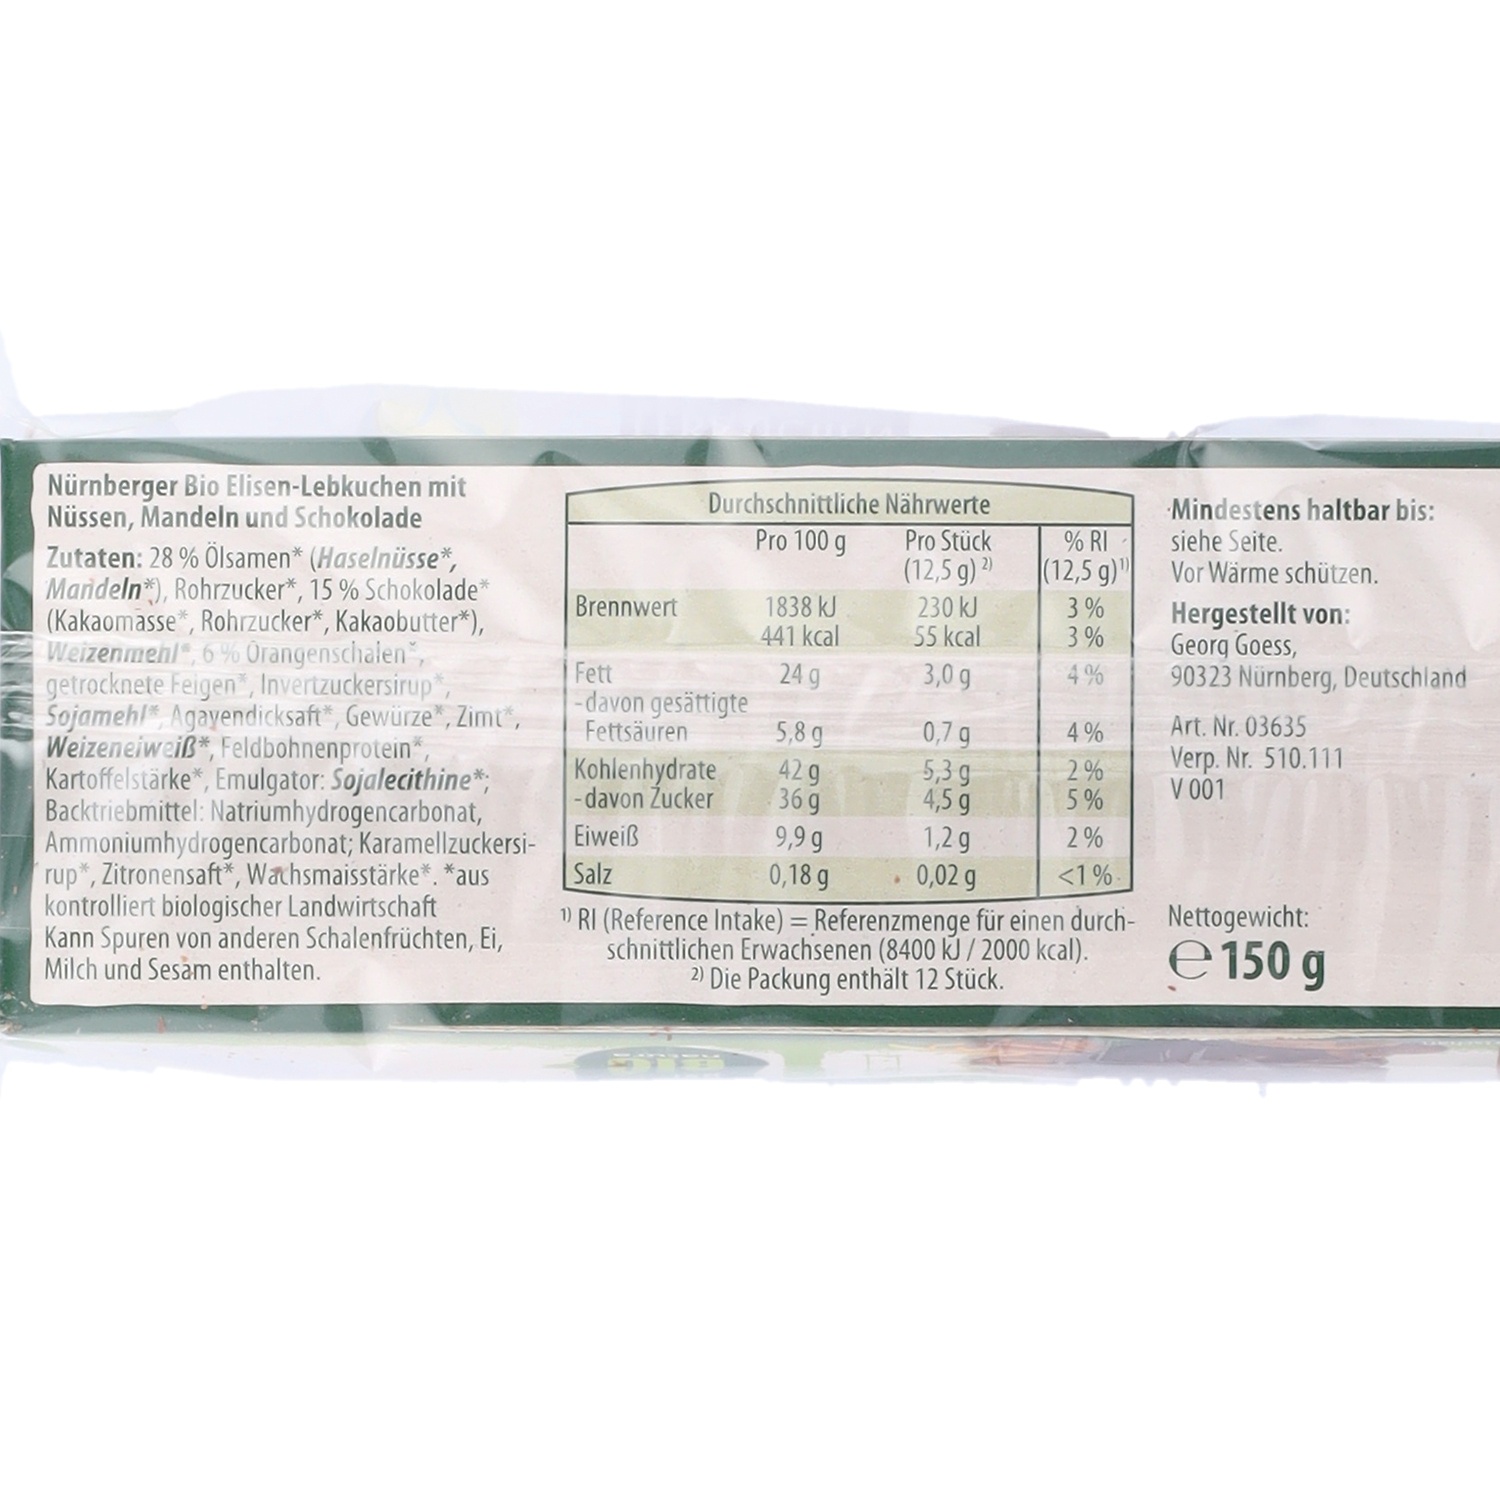 Nürnberger Bio Elisen-Lebkuchen mit
Nüssen, Mandeln und Schokolade
Zutaten: 28 % Ölsamen* (Haselnüsse*,
Mandeln*), Rohrzucker*, 15 % Schokolade*
(Kakaomasse*, Rohrzucker*, Kakaobutter*),
Weizenmehl*, 6 % Orangenschalen*,
getrocknete Feigen*, Invertzuckersirup*,
Sojamehl*, Agavendicksaft*, Gewürze*, Zimt*,
Weizeneiweiß*, Feldbohnenprotein*,
Kartoffelstärke*, Emulgator: Sojalecithine*;
Backtriebmittel: Natriumhydrogencarbonat,
Ammoniumhydrogencarbonat; Karamellzuckersi-
rup*, Zitronensaft*, Wachsmaisstärke*. *aus
kontrolliert biologischer Landwirtschaft
Kann Spuren von anderen Schalenfrüchten, Ei,
Milch und Sesam enthalten.
Durchschnittliche Nährwerte
Pro 100 g Pro Stück % RI
(12,5 g) 2) (12,5 g)1)
Brennwert 1838 kJ 230 kJ 3 %
441 kcal 55 kcal 3 %
Fett 24 g 3,0 g 4 %
-davon gesättigte
Fettsäuren 5,8 g 0,7 g 4 %
Kohlenhydrate 42 g 5,3 g 2 %
-davon Zucker 36 g 4,5 g 5 %
Eiweiß 9,9 g 1,2 g 2 %
Salz 0,18 g 0,02 g <1 %
1) RI (Reference Intake) = Referenzmenge für einen durch-
schnittlichen Erwachsenen (8400 kJ / 2000 kcal).
2) Die Packung enthält 12 Stück.
Mindestens haltbar bis:
siehe Seite.
Vor Wärme schützen.
Hergestellt von:
Georg Goess,
90323 Nürnberg, Deutschland
Art. Nr. 03635
Verp. Nr. 510.111
V 001
Nettogewicht:
℮ 150 g